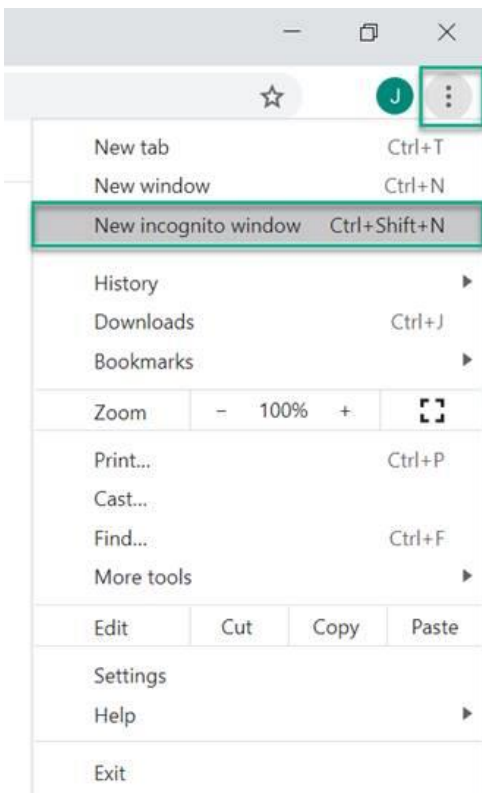 J
New tab Ctrl+T
New window Ctrl+N
New incognito window Ctrl+Shift+N
History
Downloads Ctrl+J
Bookmarks
Zoom - 100% +
Print... Ctrl+P
Cast...
Find... Ctrl+F
More tools
Edit Cut Copy Paste
Settings
Help
Exit